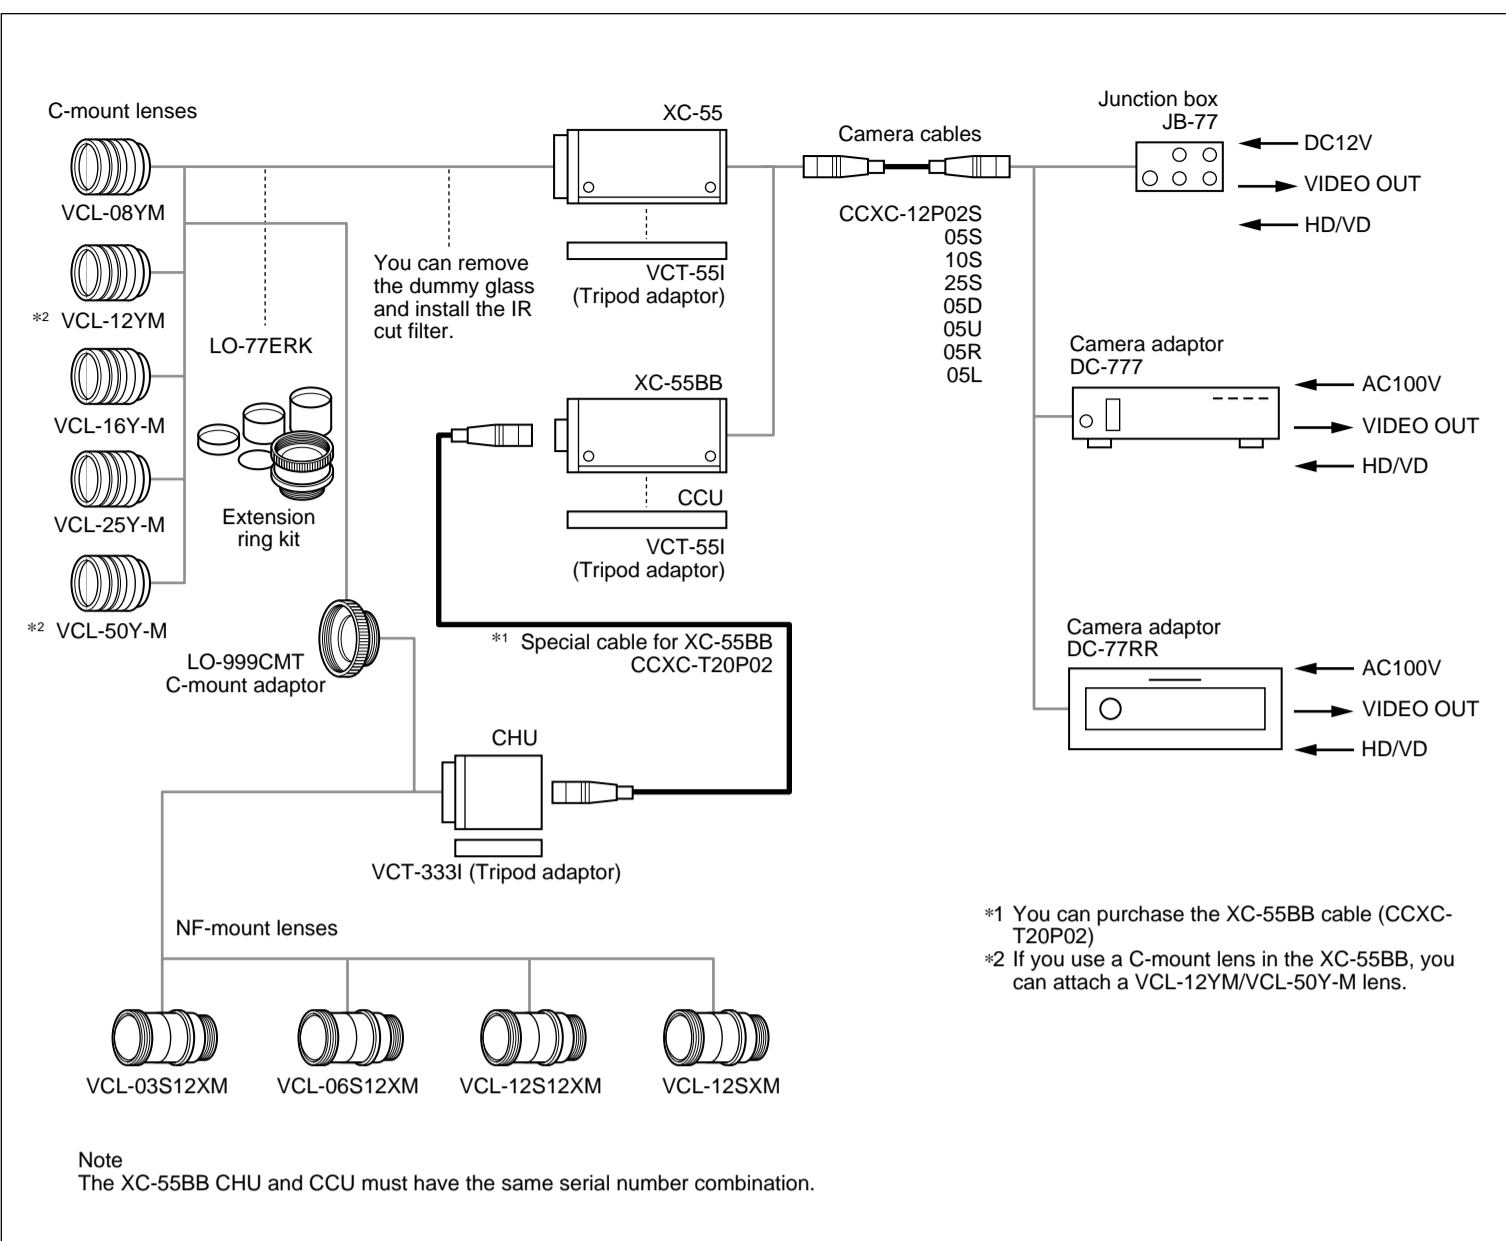 C-mount lenses
VCL-08YM
*2 VCL-12YM
VCL-16Y-M
VCL-25Y-M
*2 VCL-50Y-M
LO-77ERK
Extension
ring kit
You can remove
the dummy glass
and install the IR
cut filter.
LO-999CMT
C-mount adaptor
XC-55
VCT-55I
(Tripod adaptor)
XC-55BB
CCU
VCT-55I
(Tripod adaptor)
*1 Special cable for XC-55BB
CCXC-T20P02
CHU
VCT-333I (Tripod adaptor)
Camera cables
CCXC-12P02S
05S
10S
25S
05D
05U
05R
05L
Junction box
JB-77
DC12V
VIDEO OUT
HD/VD
Camera adaptor
DC-777
AC100V
VIDEO OUT
HD/VD
Camera adaptor
DC-77RR
AC100V
VIDEO OUT
HD/VD
NF-mount lenses
VCL-03S12XM
VCL-06S12XM
VCL-12S12XM
VCL-12SXM
*1 You can purchase the XC-55BB cable (CCXC-
T20P02)
*2 If you use a C-mount lens in the XC-55BB, you
can attach a VCL-12YM/VCL-50Y-M lens.
Note
The XC-55BB CHU and CCU must have the same serial number combination.